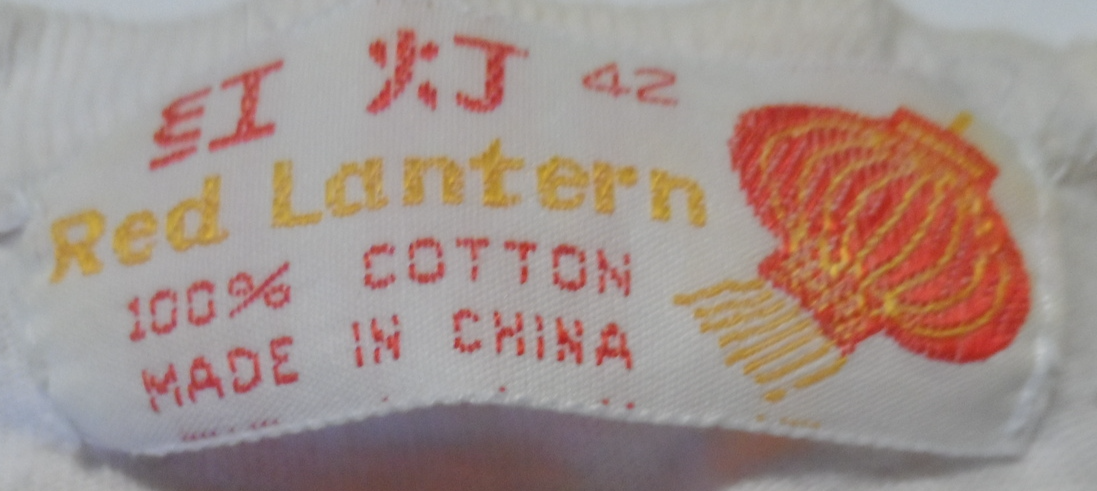 红灯 42
Red Lantern
100% COTTON
MADE IN CHINA